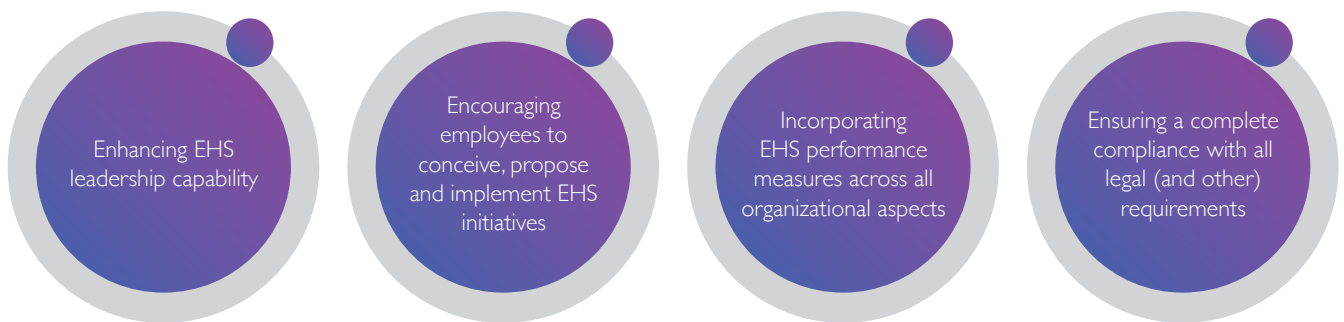 Enhancing EHS
leadership capability
Encouraging
employees to
conceive, propose
and implement EHS
initiatives
Incorporating
EHS performance
measures across all
organizational aspects
Ensuring a complete
compliance with all
legal (and other)
requirements